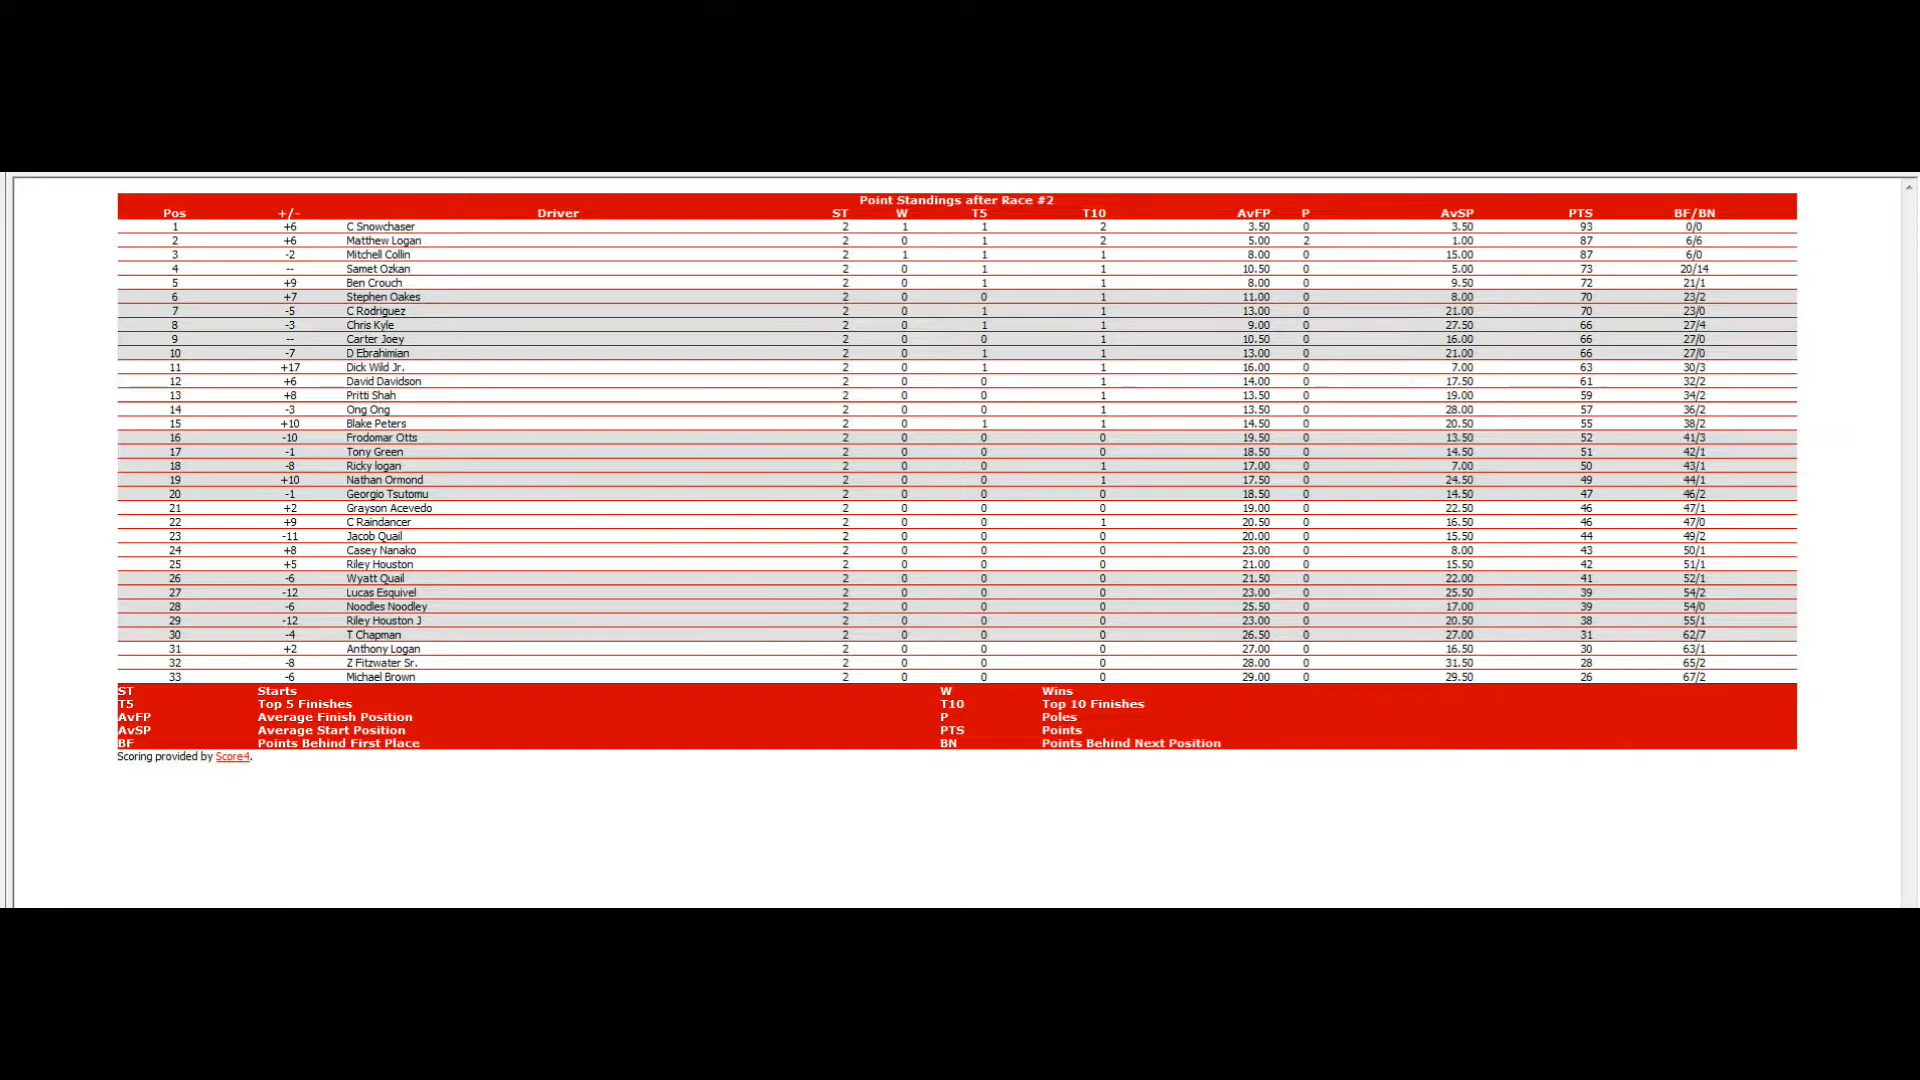 Point Standings after Race #2
Pos +/- Driver ST W T5 T10 AvFP P AvSP PTS BF/BN
1 +6 C Snowchaser 2 1 1 2 3.50 0 3.50 93 0/0
2 +6 Matthew Logan 2 0 1 2 5.00 2 1.00 87 6/6
3 -2 Mitchell Collin 2 1 1 1 8.00 0 15.00 87 6/0
4 -- Samet Ozkan 2 0 1 1 10.50 0 5.00 73 20/14
5 +9 Ben Crouch 2 0 1 1 8.00 0 9.50 72 21/1
6 +7 Stephen Oakes 2 0 0 1 11.00 0 8.00 70 23/2
7 -5 C Rodriguez 2 0 1 1 13.00 0 21.00 70 23/0
8 -3 Chris Kyle 2 0 1 1 9.00 0 27.50 66 27/4
9 -- Carter Joey 2 0 0 1 10.50 0 16.00 66 27/0
10 -7 D Ebrahimian 2 0 1 1 13.00 0 21.00 66 27/0
11 +17 Dick Wild Jr. 2 0 1 1 16.00 0 7.00 63 30/3
12 +6 David Davidson 2 0 0 1 14.00 0 17.50 61 32/2
13 +8 Pritti Shah 2 0 0 1 13.50 0 19.00 59 34/2
14 -3 Ong Ong 2 0 0 1 13.50 0 28.00 57 36/2
15 +10 Blake Peters 2 0 1 1 14.50 0 20.50 55 38/2
16 -10 Frodomar Otts 2 0 0 0 19.50 0 13.50 52 41/3
17 -1 Tony Green 2 0 0 0 18.50 0 14.50 51 42/1
18 -8 Ricky logan 2 0 0 1 17.00 0 7.00 50 43/1
19 +10 Nathan Ormond 2 0 0 1 17.50 0 24.50 49 44/1
20 -1 Georgio Tsutomu 2 0 0 0 18.50 0 14.50 47 46/2
21 +2 Grayson Acevedo 2 0 0 0 19.00 0 22.50 46 47/1
22 +9 C Raindancer 2 0 0 1 20.50 0 16.50 46 47/0
23 -11 Jacob Quail 2 0 0 0 20.00 0 15.50 44 49/2
24 +8 Casey Nanako 2 0 0 0 23.00 0 8.00 43 50/1
25 +5 Riley Houston 2 0 0 0 21.00 0 15.50 42 51/1
26 -6 Wyatt Quail 2 0 0 0 21.50 0 22.00 41 52/1
27 -12 Lucas Esquivel 2 0 0 0 23.00 0 25.50 39 54/2
28 -6 Noodles Noodley 2 0 0 0 25.50 0 17.00 39 54/0
29 -12 Riley Houston J 2 0 0 0 23.00 0 20.50 38 55/1
30 -4 T Chapman 2 0 0 0 26.50 0 27.00 31 62/7
31 +2 Anthony Logan 2 0 0 0 27.00 0 16.50 30 63/1
32 -8 Z Fitzwater Sr. 2 0 0 0 28.00 0 31.50 28 65/2
33 -6 Michael Brown 2 0 0 0 29.00 0 29.50 26 67/2
ST Starts W Wins
T5 Top 5 Finishes T10 Top 10 Finishes
AvFP Average Finish Position P Poles
AvSP Average Start Position PTS Points
BF Points Behind First Place BN Points Behind Next Position
Scoring provided by Score4.